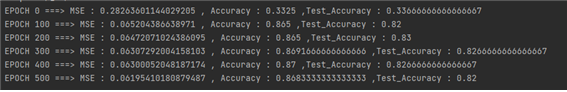 EPOCH 0 ===> MSE : 0.28263601144029205 , Accuracy : 0.3325 ,Test_Accuracy : 0.33666666666666667
EPOCH 100 ===> MSE : 0.065204386638971 , Accuracy : 0.865 ,Test_Accuracy : 0.82
EPOCH 200 ===> MSE : 0.06472071024386095 , Accuracy : 0.865 ,Test_Accuracy : 0.83
EPOCH 300 ===> MSE : 0.06307292004158103 , Accuracy : 0.8691666666666666 ,Test_Accuracy : 0.8266666666666667
EPOCH 400 ===> MSE : 0.06300052048187174 , Accuracy : 0.87 ,Test_Accuracy : 0.8266666666666667
EPOCH 500 ===> MSE : 0.06195410180879487 , Accuracy : 0.8683333333333333 ,Test_Accuracy : 0.82